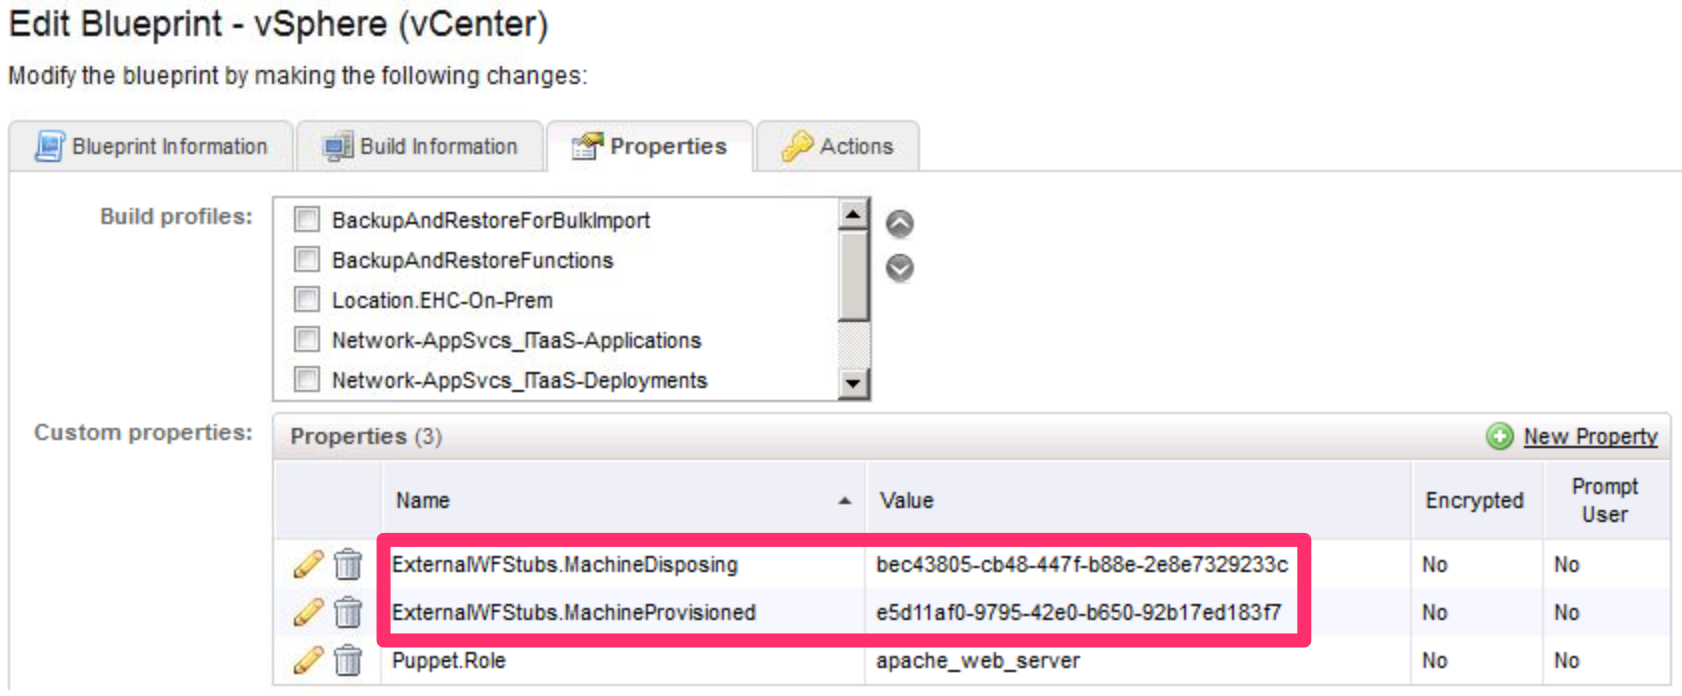 Edit Blueprint - vSphere (vCenter)
Modify the blueprint by making the following changes:
Blueprint Information Build Information Properties Actions
Build profiles:
BackupAndRestoreForBulkImport
BackupAndRestoreFunctions
Location.EHC-On-Prem
Network-AppSvcs_ITaaS-Applications
Network-AppSvcs_ITaaS-Deployments
Custom properties:
Properties (3) New Property
Name Value Encrypted Prompt User
ExternalWFStubs.MachineDisposing bec43805-cb48-447f-b88e-2e8e7329233c No No
ExternalWFStubs.MachineProvisioned e5d11af0-9795-42e0-b650-92b17ed183f7 No No
Puppet.Role apache_web_server No No